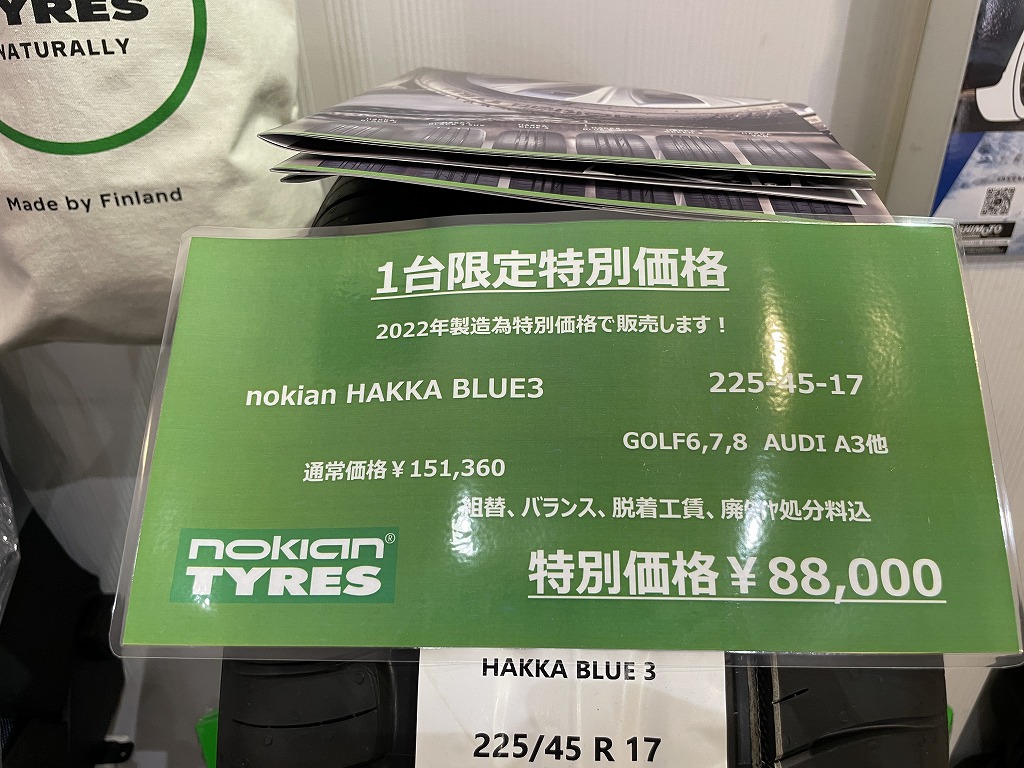 TYRES
NATURALLY
Made by Finland
1台限定特別価格
2022年製造為特別価格で販売します！
nokian HAKKA BLUE3
225-45-17
GOLF6,7,8 AUDI A3他
通常価格￥151,360
組替、バランス、脱着工賃、廃タイヤ処分料込
nokian®
TYRES
特別価格￥88,000
HAKKA BLUE 3
225/45 R 17